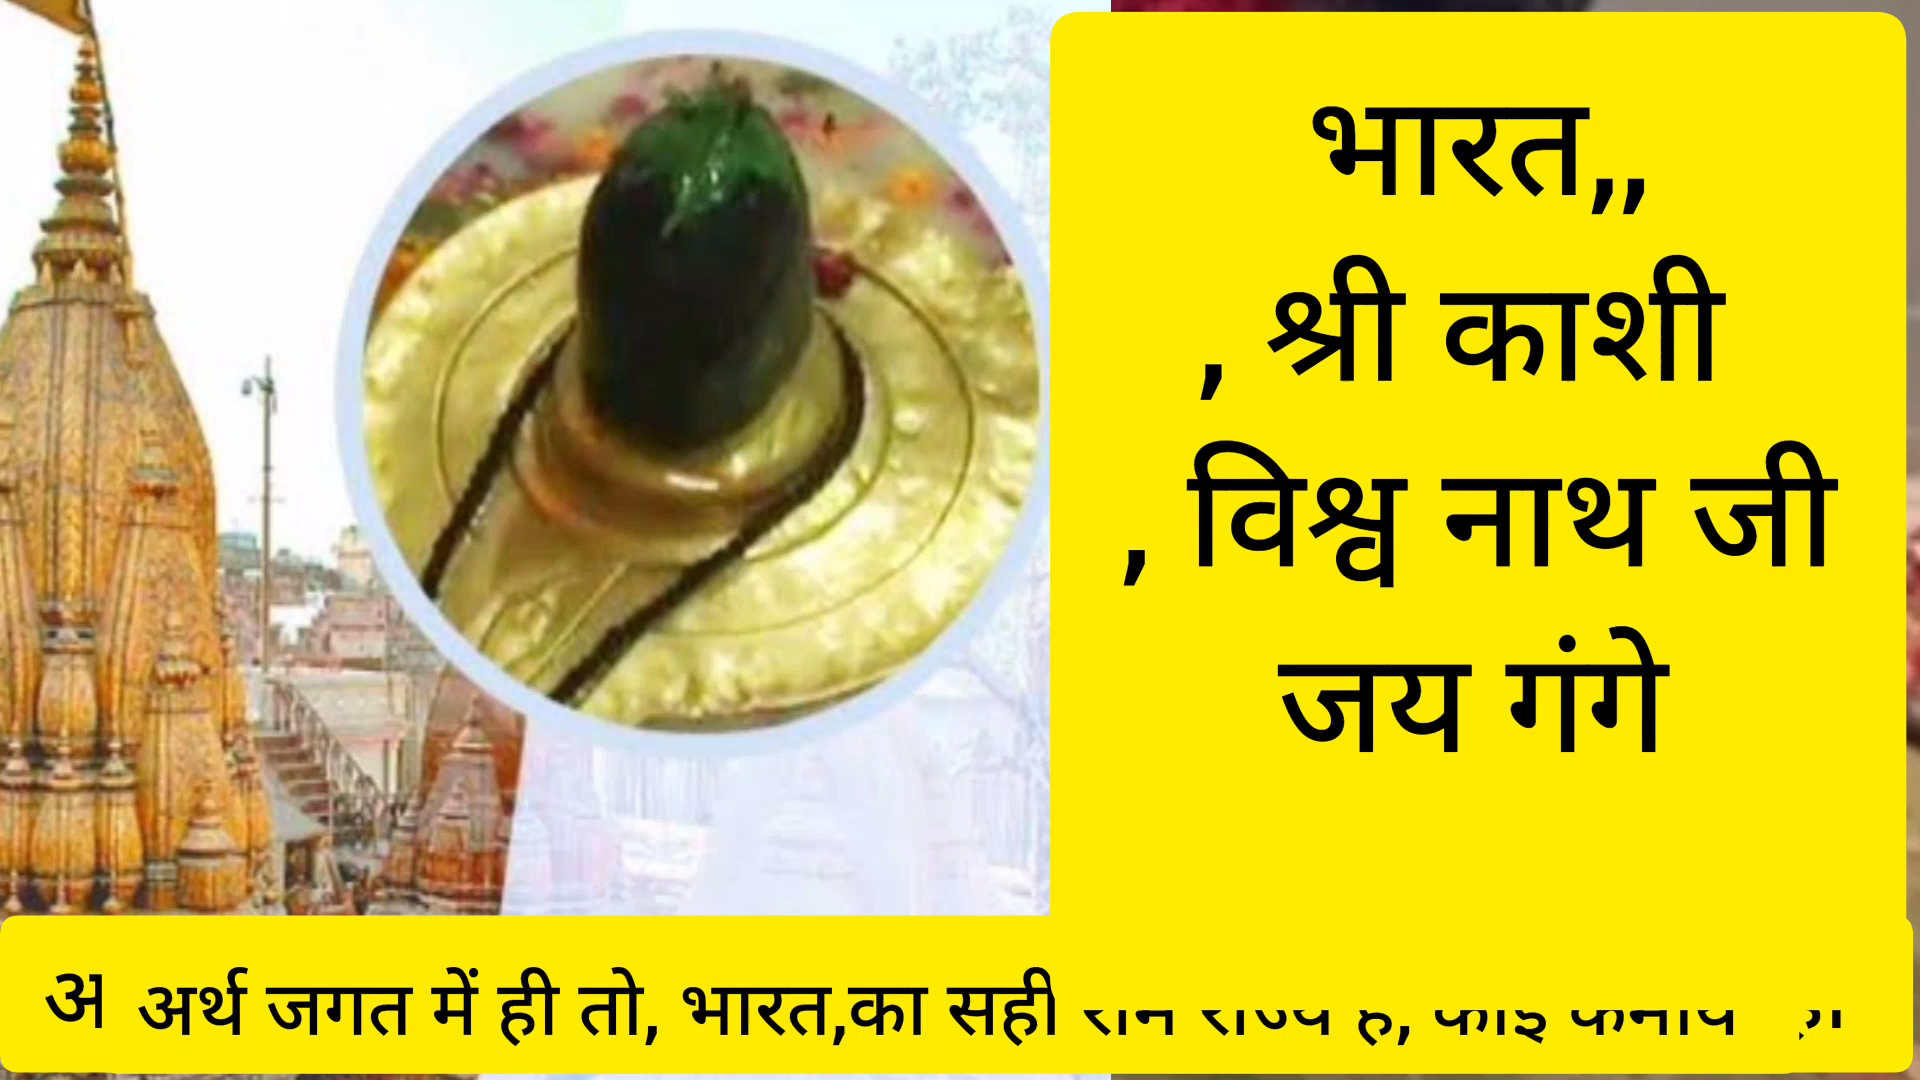 भारत,,
, श्री काशी
, विश्व नाथ जी
जय गंगे
अ अर्थ जगत में ही तो, भारत,का सही